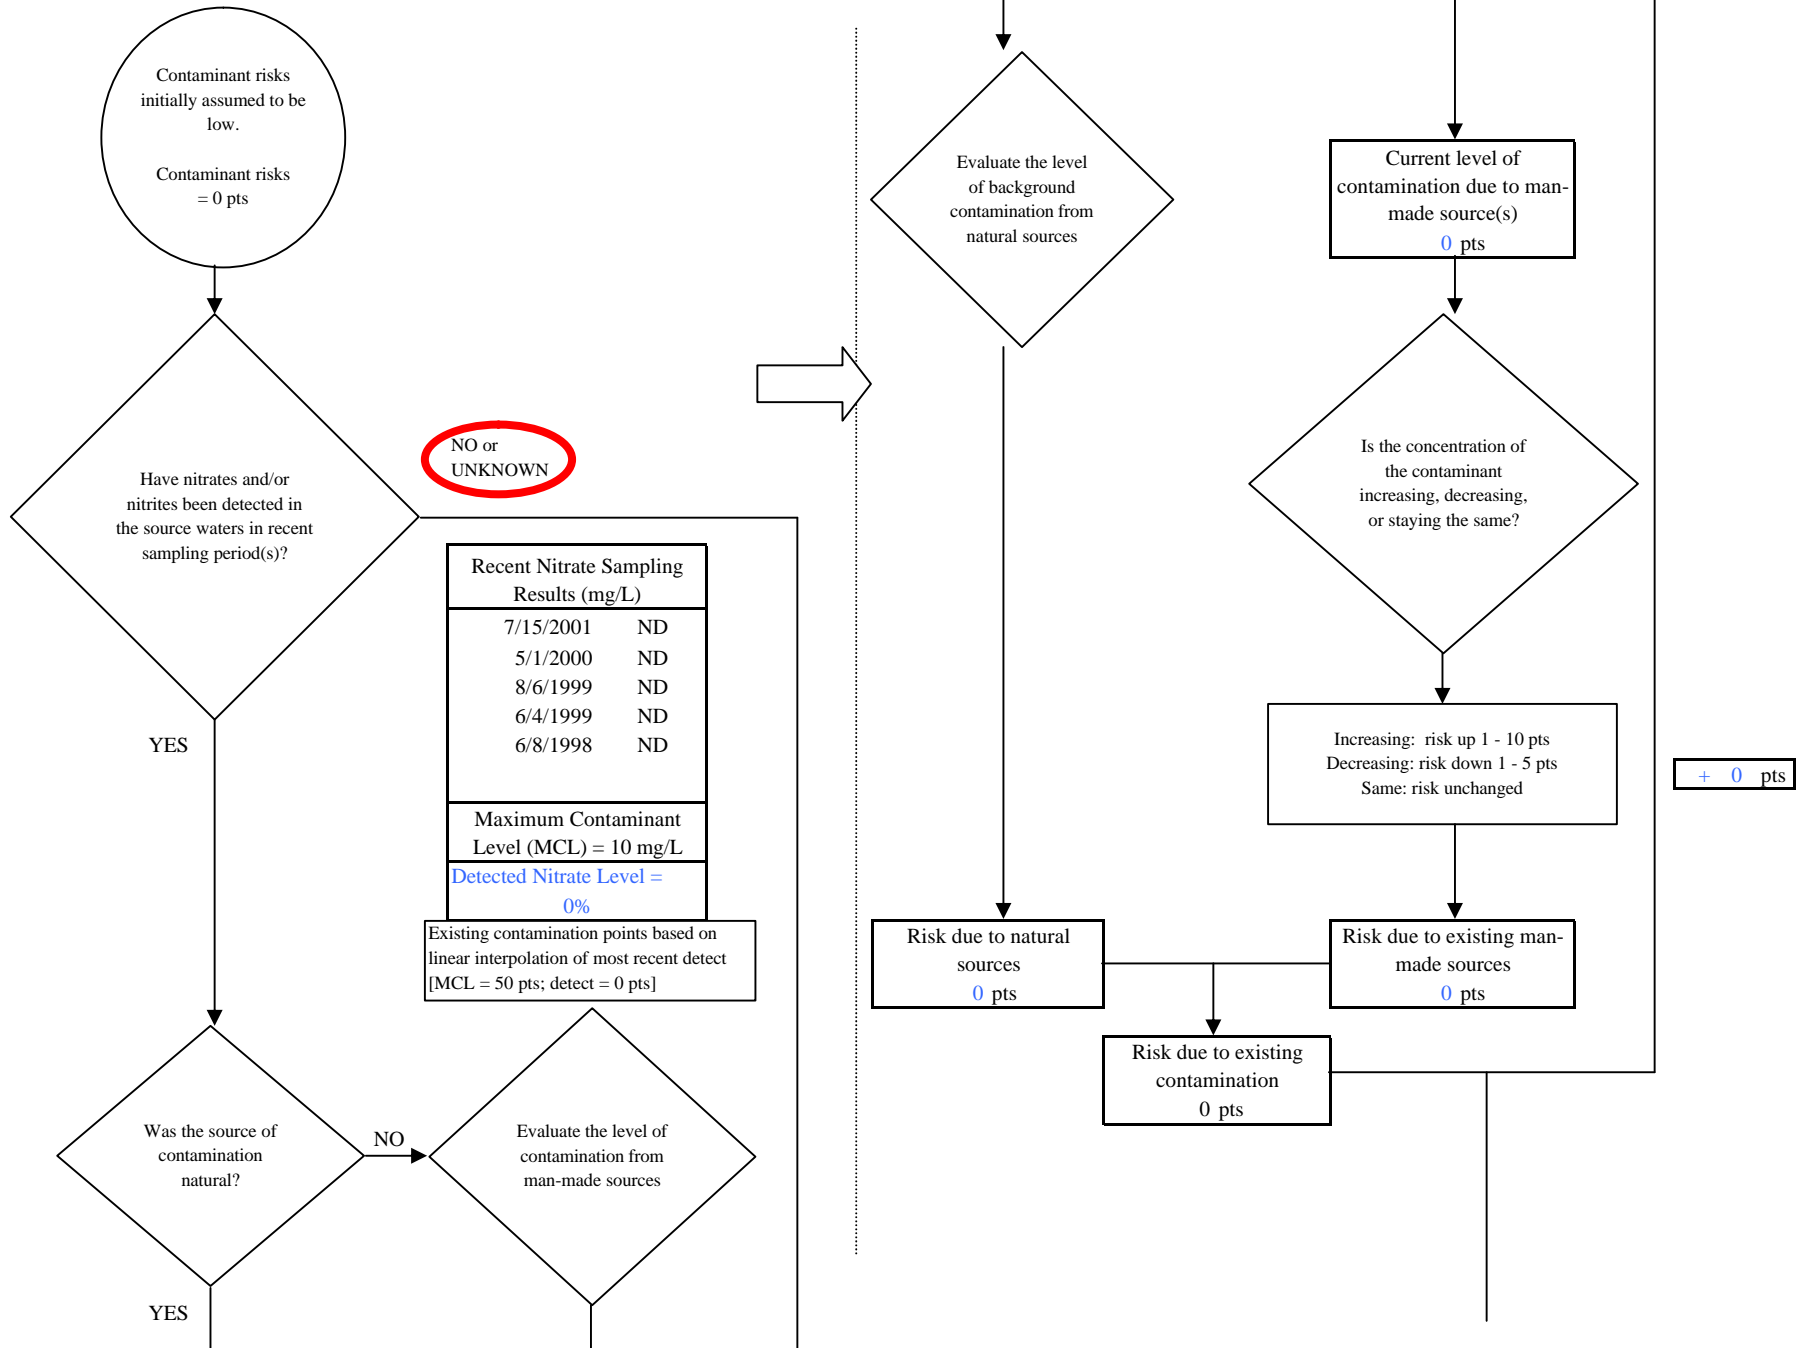 Contaminant risks
initially assumed to be
low.
Contaminant risks
= 0 pts
Have nitrates and/or
nitrites been detected in
the source waters in recent
sampling period(s)?
NO or
UNKNOWN
YES
Recent Nitrate Sampling
Results (mg/L)
7/15/2001 ND
5/1/2000 ND
8/6/1999 ND
6/4/1999 ND
6/8/1998 ND
Maximum Contaminant
Level (MCL) = 10 mg/L
Detected Nitrate Level =
0%
Existing contamination points based on
linear interpolation of most recent detect
[MCL = 50 pts; detect = 0 pts]
Was the source of
contamination
natural?
NO
YES
Evaluate the level of
contamination from
man-made sources
Evaluate the level
of background
contamination from
natural sources
Current level of
contamination due to man-
made source(s)
0 pts
Is the concentration of
the contaminant
increasing, decreasing,
or staying the same?
Increasing: risk up 1 - 10 pts
Decreasing: risk down 1 - 5 pts
Same: risk unchanged
+ 0 pts
Risk due to natural
sources
0 pts
Risk due to existing man-
made sources
0 pts
Risk due to existing
contamination
0 pts